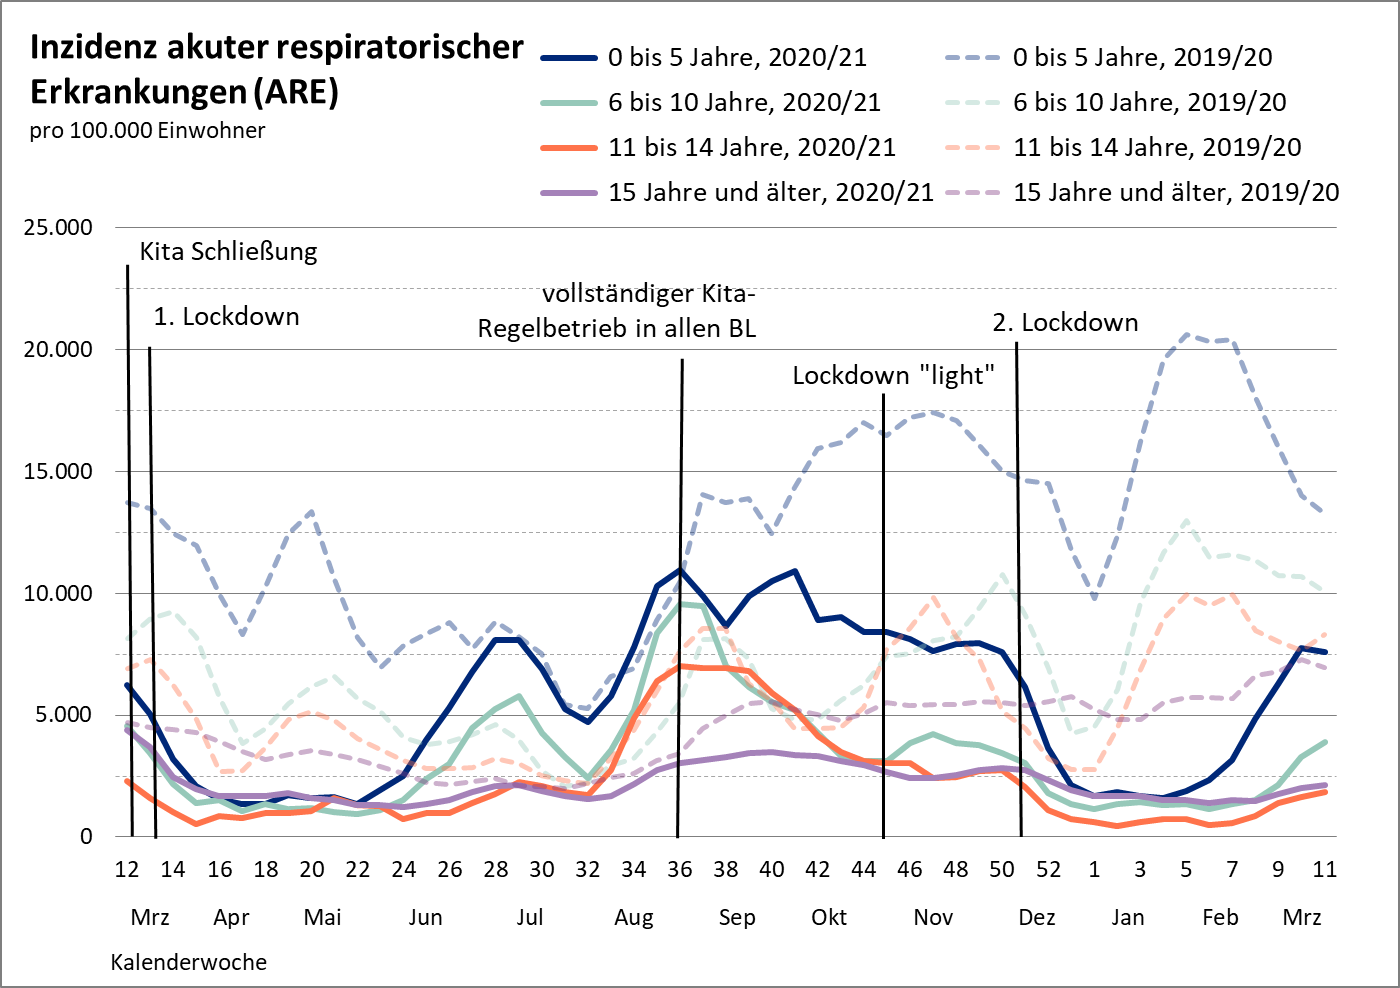 Inzidenz akuter respiratorischer
Erkrankungen (ARE)
pro 100.000 Einwohner
0 bis 5 Jahre, 2020/21
0 bis 5 Jahre, 2019/20
6 bis 10 Jahre, 2020/21
6 bis 10 Jahre, 2019/20
11 bis 14 Jahre, 2020/21
11 bis 14 Jahre, 2019/20
15 Jahre und älter, 2020/21
15 Jahre und älter, 2019/20
25.000
Kita Schließung
vollständiger Kita-
Regelbetrieb in allen BL
1. Lockdown
2. Lockdown
20.000
Lockdown "light"
15.000
10.000
5.000
0
12 14 16 18 20 22 24 26 28 30 32 34 36 38 40 42 44 46 48 50 52 1 3 5 7 9 11
Mrz Apr Mai Jun Jul Aug Sep Okt Nov Dez Jan Feb Mrz
Kalenderwoche